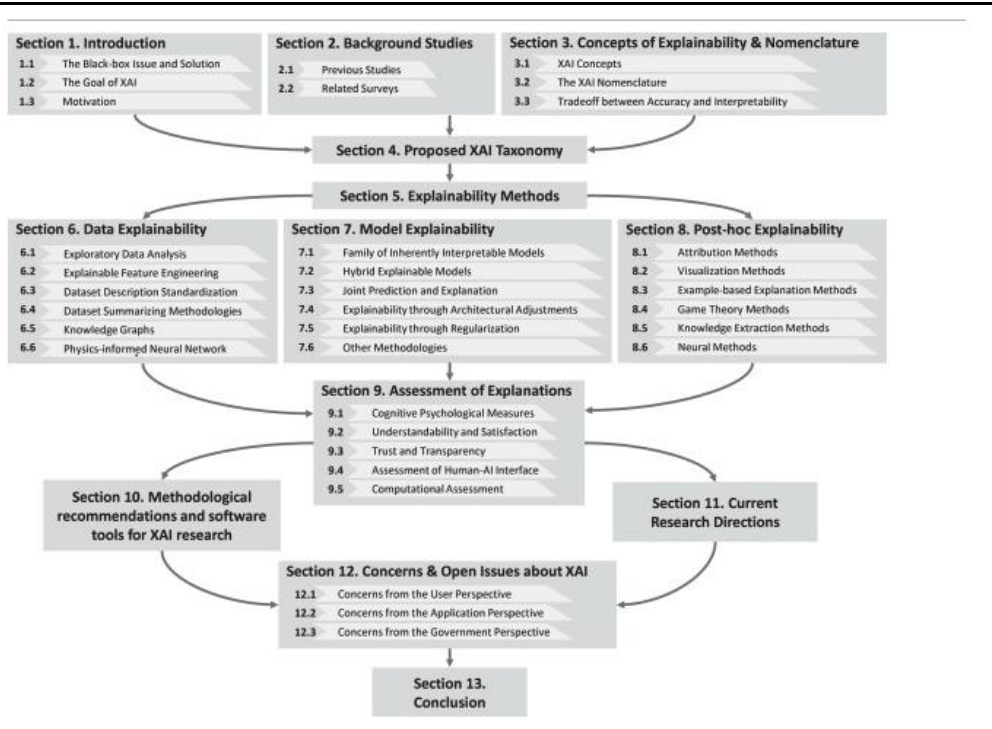 Section 1. Introduction
1.1 The Black-box Issue and Solution
1.2 The Goal of XAI
1.3 Motivation
Section 2. Background Studies
2.1 Previous Studies
2.2 Related Surveys
Section 3. Concepts of Explainability & Nomenclature
3.1 XAI Concepts
3.2 The XAI Nomenclature
3.3 Tradeoff between Accuracy and Interpretability
Section 4. Proposed XAI Taxonomy
Section 5. Explainability Methods
Section 6. Data Explainability
6.1 Exploratory Data Analysis
6.2 Explainable Feature Engineering
6.3 Dataset Description Standardization
6.4 Dataset Summarizing Methodologies
6.5 Knowledge Graphs
6.6 Physics-informed Neural Network
Section 7. Model Explainability
7.1 Family of Inherently Interpretable Models
7.2 Hybrid Explainable Models
7.3 Joint Prediction and Explanation
7.4 Explainability through Architectural Adjustments
7.5 Explainability through Regularization
7.6 Other Methodologies
Section 8. Post-hoc Explainability
8.1 Attribution Methods
8.2 Visualization Methods
8.3 Example-based Explanation Methods
8.4 Game Theory Methods
8.5 Knowledge Extraction Methods
8.6 Neural Methods
Section 9. Assessment of Explanations
9.1 Cognitive Psychological Measures
9.2 Understandability and Satisfaction
9.3 Trust and Transparency
9.4 Assessment of Human-AI Interface
9.5 Computational Assessment
Section 10. Methodological
recommendations and software
tools for XAI research
Section 11. Current
Research Directions
Section 12. Concerns & Open Issues about XAI
12.1 Concerns from the User Perspective
12.2 Concerns from the Application Perspective
12.3 Concerns from the Government Perspective
Section 13.
Conclusion